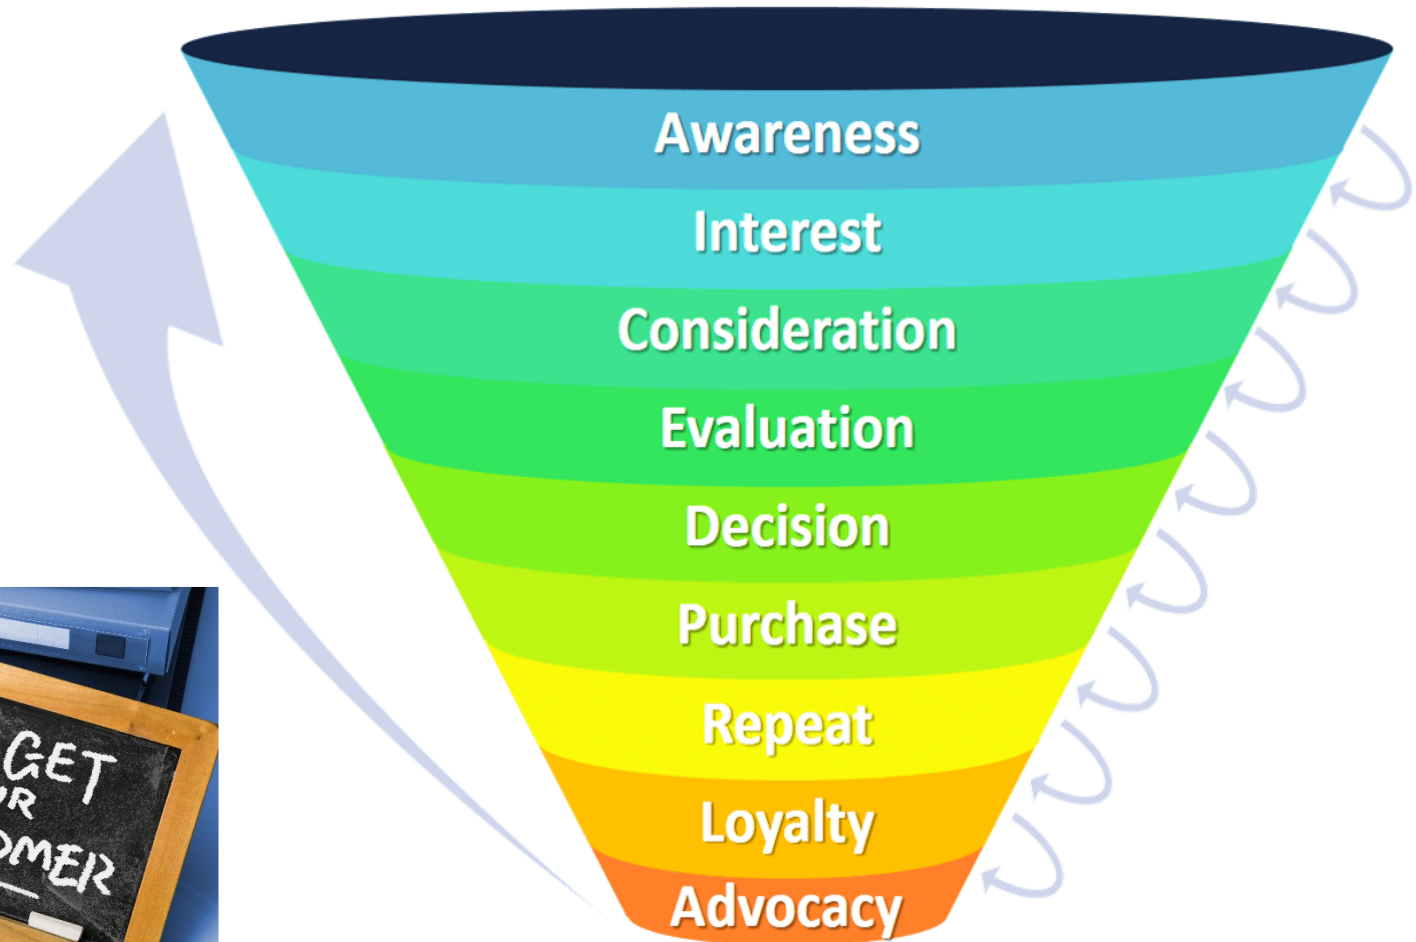 Awareness
Interest
Consideration
Evaluation
Decision
Purchase
Repeat
Loyalty
Advocacy
GET